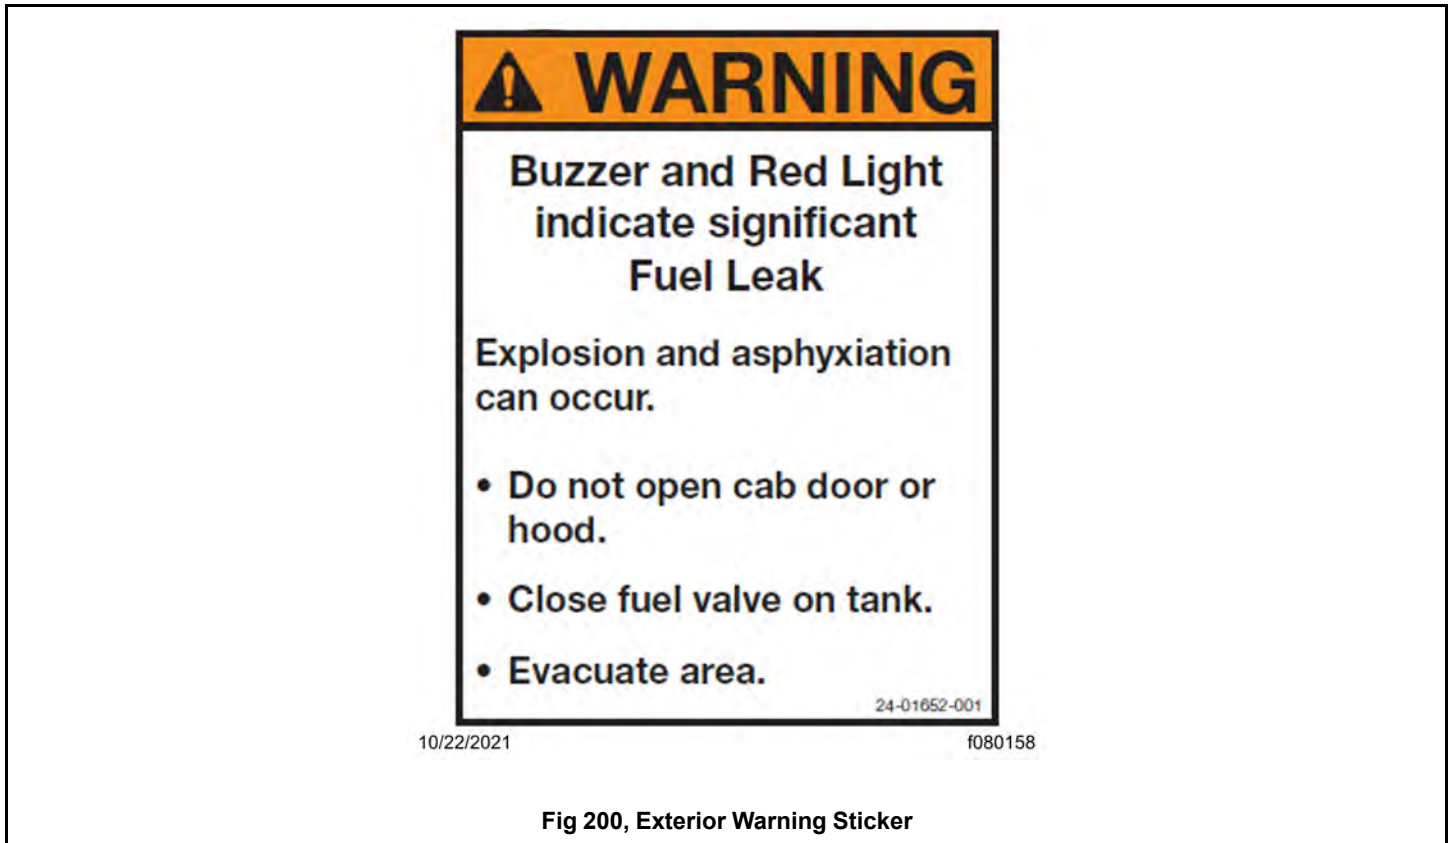 WARNING
Buzzer and Red Light
indicate significant
Fuel Leak
Explosion and asphyxiation
can occur.
• Do not open cab door or
hood.
• Close fuel valve on tank.
• Evacuate area.
24-01652-001
10/22/2021 f080158
Fig 200, Exterior Warning Sticker